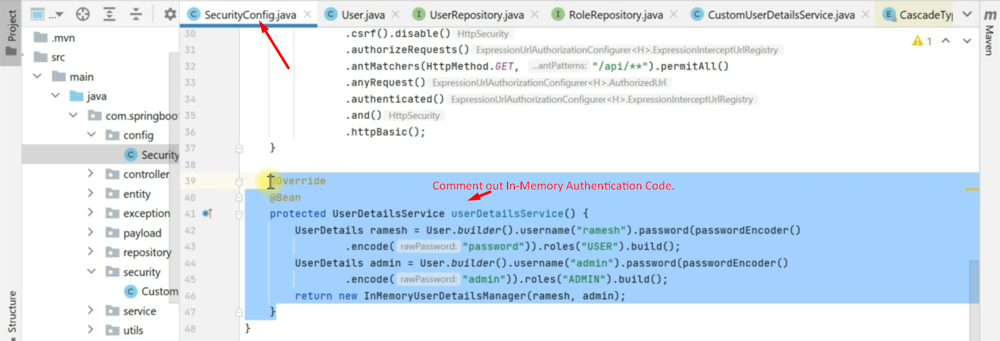 Project
...
SecurityConfig.java
User.java
UserRepository.java
RoleRepository.java
CustomUserDetailsService.java
CascadeTyp
m
Maven
.mvn
src
main
java
com.springboo
config
Security
controller
entity
exception
payload
repository
security
Custom
service
utils
Structure
1
30 .csrf().disable() HttpSecurity
31 .authorizeRequests() ExpressionUrlAuthorizationConfigurer<H>.ExpressionInterceptUrlRegistry
32 .antMatchers(HttpMethod.GET, ...antPatterns: "/api/**").permitAll()
33 .anyRequest() ExpressionUrlAuthorizationConfigurer<H>.AuthorizedUrl
34 .authenticated() ExpressionUrlAuthorizationConfigurer<H>.ExpressionInterceptUrlRegistry
35 .and() HttpSecurity
36 .httpBasic();
37 }
38
39 @Override
Comment out In-Memory Authentication Code.
40 @Bean
41 protected UserDetailsService userDetailsService() {
42 UserDetails ramesh = User.builder().username("ramesh").password(passwordEncoder()
43 .encode( rawPassword: "password")).roles("USER").build();
44 UserDetails admin = User.builder().username("admin").password(passwordEncoder()
45 .encode( rawPassword: "admin")).roles("ADMIN").build();
46 return new InMemoryUserDetailsManager(ramesh, admin);
47 }
48 }